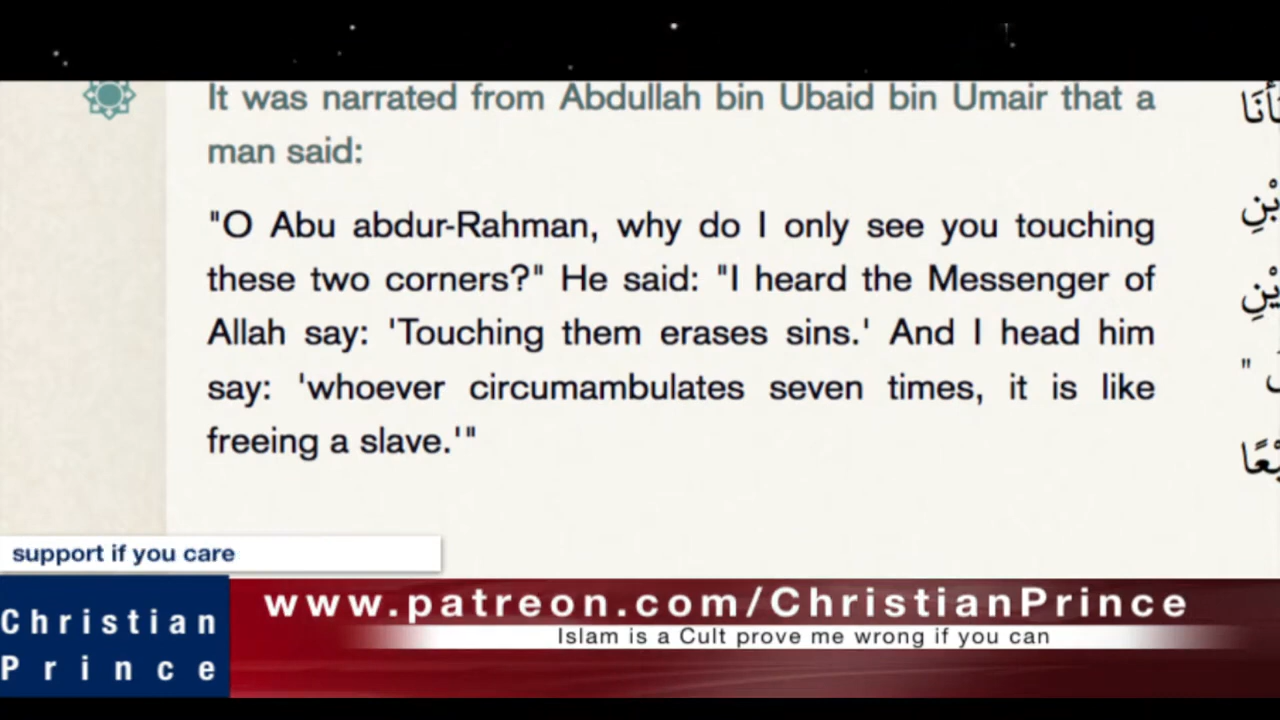 It was narrated from Abdullah bin Ubaid bin Umair that a
man said:
"O Abu abdur-Rahman, why do I only see you touching
these two corners?" He said: "I heard the Messenger of
Allah say: 'Touching them erases sins.' And I head him
say: 'whoever circumambulates seven times, it is like
freeing a slave.'"
support if you care
Christian
Prince
www.patreon.com/ChristianPrince
Islam is a Cult prove me wrong if you can